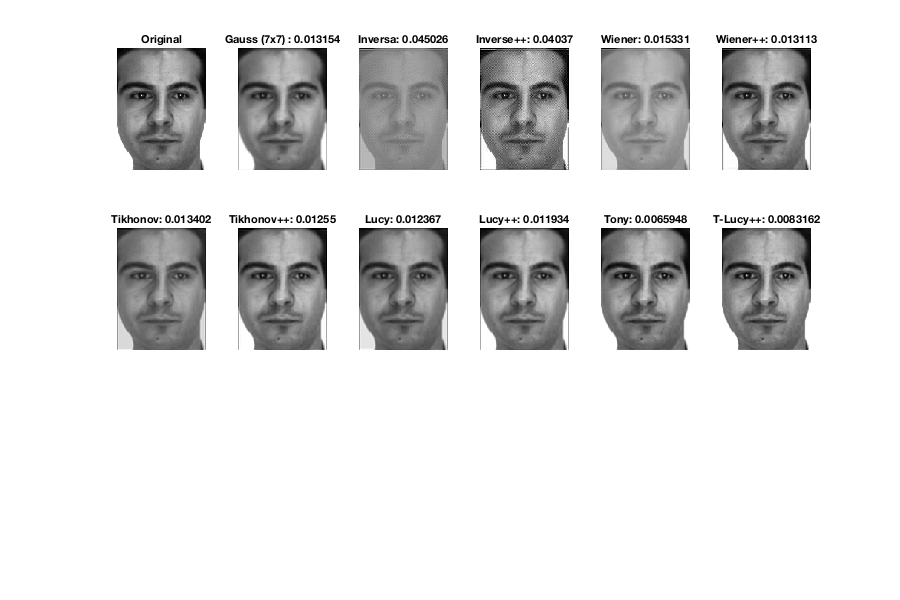 Original
Gauss (7x7) : 0.013154
Inversa: 0.045026
Inverse++: 0.04037
Wiener: 0.015331
Wiener++: 0.013113
Tikhonov: 0.013402
Tikhonov++: 0.01255
Lucy: 0.012367
Lucy++: 0.011934
Tony: 0.0065948
T-Lucy++: 0.0083162